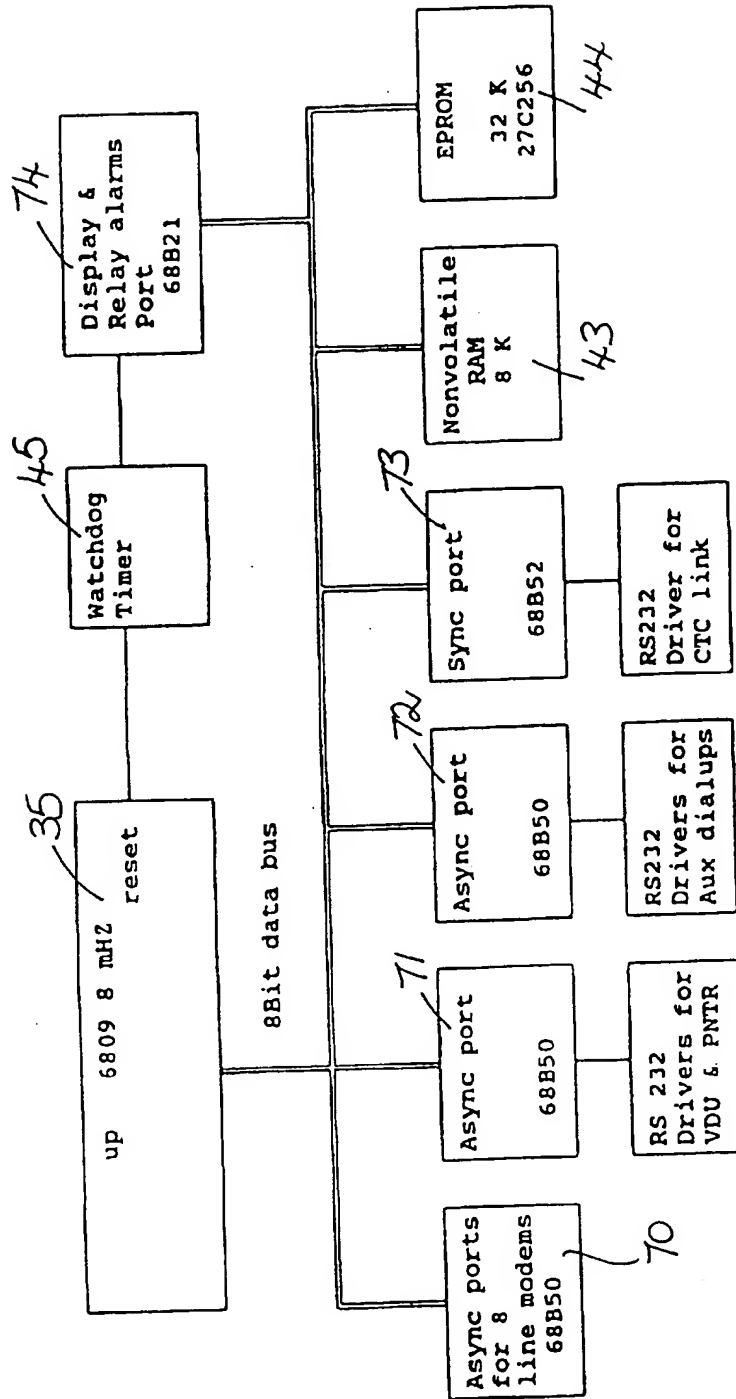 35
up 6809 8 mHZ
reset
45
Watchdog
Timer
74
Display &
Relay alarms
Port
68B21
8Bit data bus
Async ports
for 8
line modems
68B50
70
71
Async port
68B50
RS 232
Drivers for
VDU & PNTR
72
Async port
68B50
RS232
Drivers for
Aux dialups
73
Sync port
68B52
RS232
Driver for
CTC link
Nonvolatile
RAM
8 K
43
EPROM
32 K
27C256
44